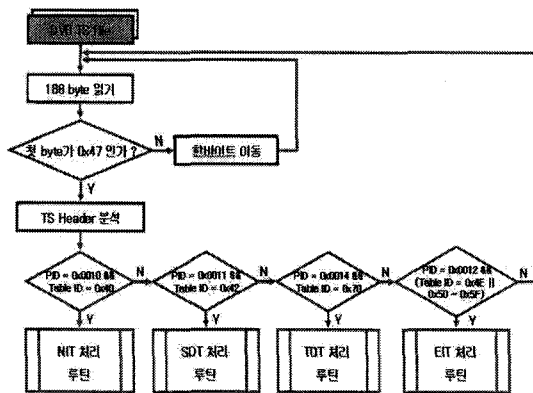 188 byte 읽기
첫 byte가 0x47 인가 ?
N
한바이트 이동
Y
TS Header 분석
PID = 0x0010 &&
Table ID = 0x40
N
PID = 0x0011 &&
Table ID = 0x42
N
PID = 0x0014 &&
Table ID = 0x70
N
PID = 0x0012 &&
(Table ID = 0x4E ||
0x50 ~ 0x5F)
N
Y
Y
Y
Y
NIT 처리
루틴
SDT 처리
루틴
TDT 처리
루틴
EIT 처리
루틴